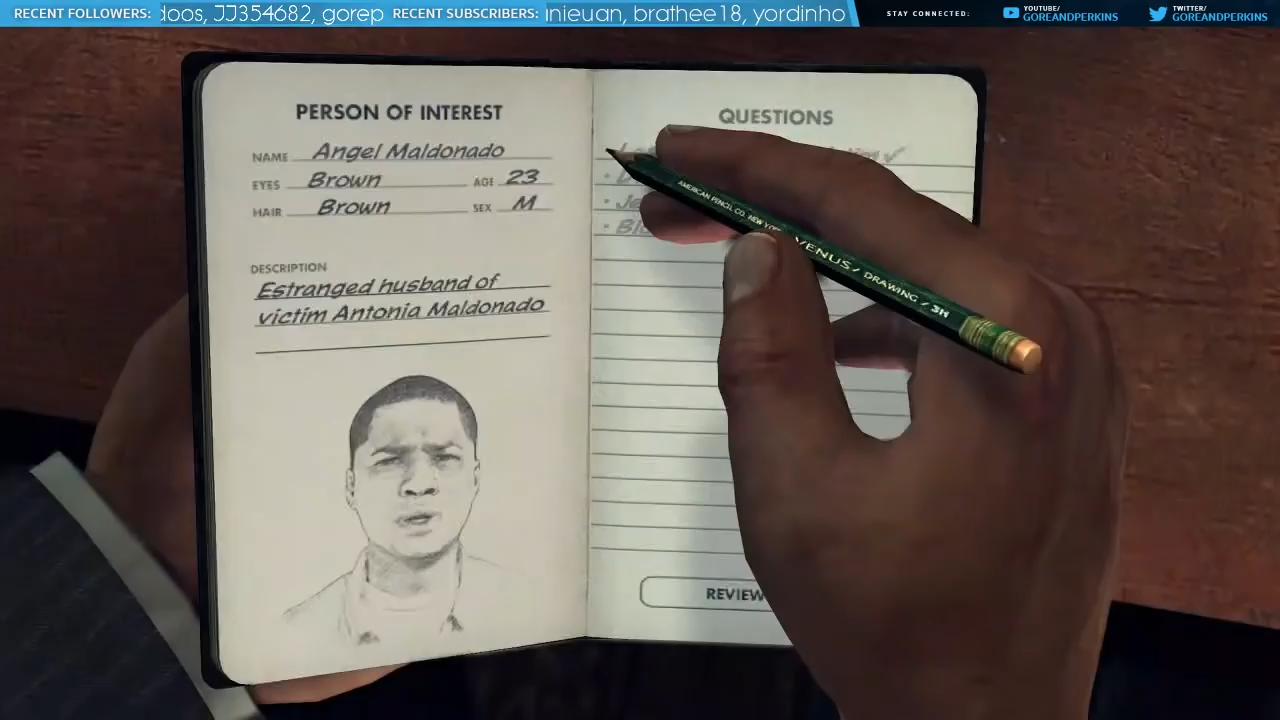 RECENT FOLLOWERS: doos, JJ354682, gorep RECENT SUBSCRIBERS: inieuan, brathee18, yordinho
STAY CONNECTED: YOUTUBE/ GOREANDPERKINS TWITTER/ GOREANDPERKINS
PERSON OF INTEREST
NAME Angel Maldonado
EYES Brown AGE 23
HAIR Brown SEX M
DESCRIPTION
Estranged husband of
victim Antonia Maldonado
QUESTIONS
AMERICAN PENCIL CO. NEW YORK VENUS / DRAWING / 3H
REVIEW